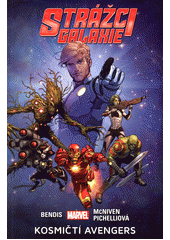 STRÁŽCI
GALAXIE
BENDIS MARVEL McNIVEN
PICHELLIOVÁ
KOSMIČTÍ AVENGERS